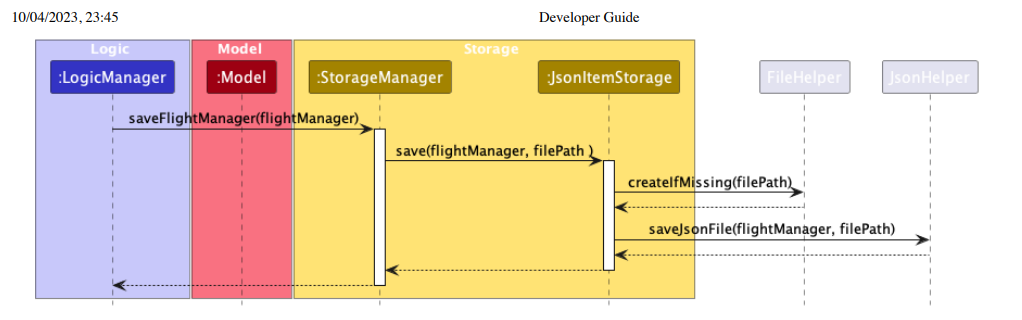 10/04/2023, 23:45 Developer Guide
Logic Model Storage
:LogicManager :Model :StorageManager :JsonItemStorage FileHelper JsonHelper
saveFlightManager(flightManager)
save(flightManager, filePath )
createIfMissing(filePath)
saveJsonFile(flightManager, filePath)